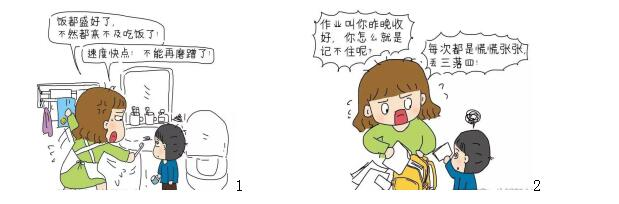 饭都盛好了，
不然都来不及吃饭了！
速度快点！不能再磨蹭了！
1
作业叫你昨晚收
好，你怎么就是
记不住呢？
每次都是慌慌张张，
丢三落四！
2